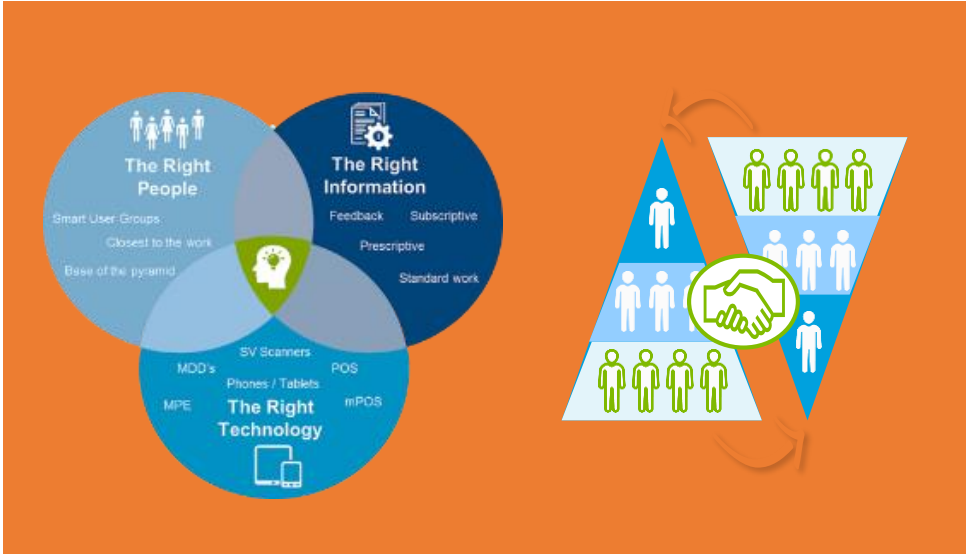 The Right
People
Smart User Groups
Closest to the work
Base of the pyramid
The Right
Information
Feedback
Subscriptive
Prescriptive
Standard work
SV Scanners
MDD's
POS
Phones / Tablets
MPE
mPOS
The Right
Technology